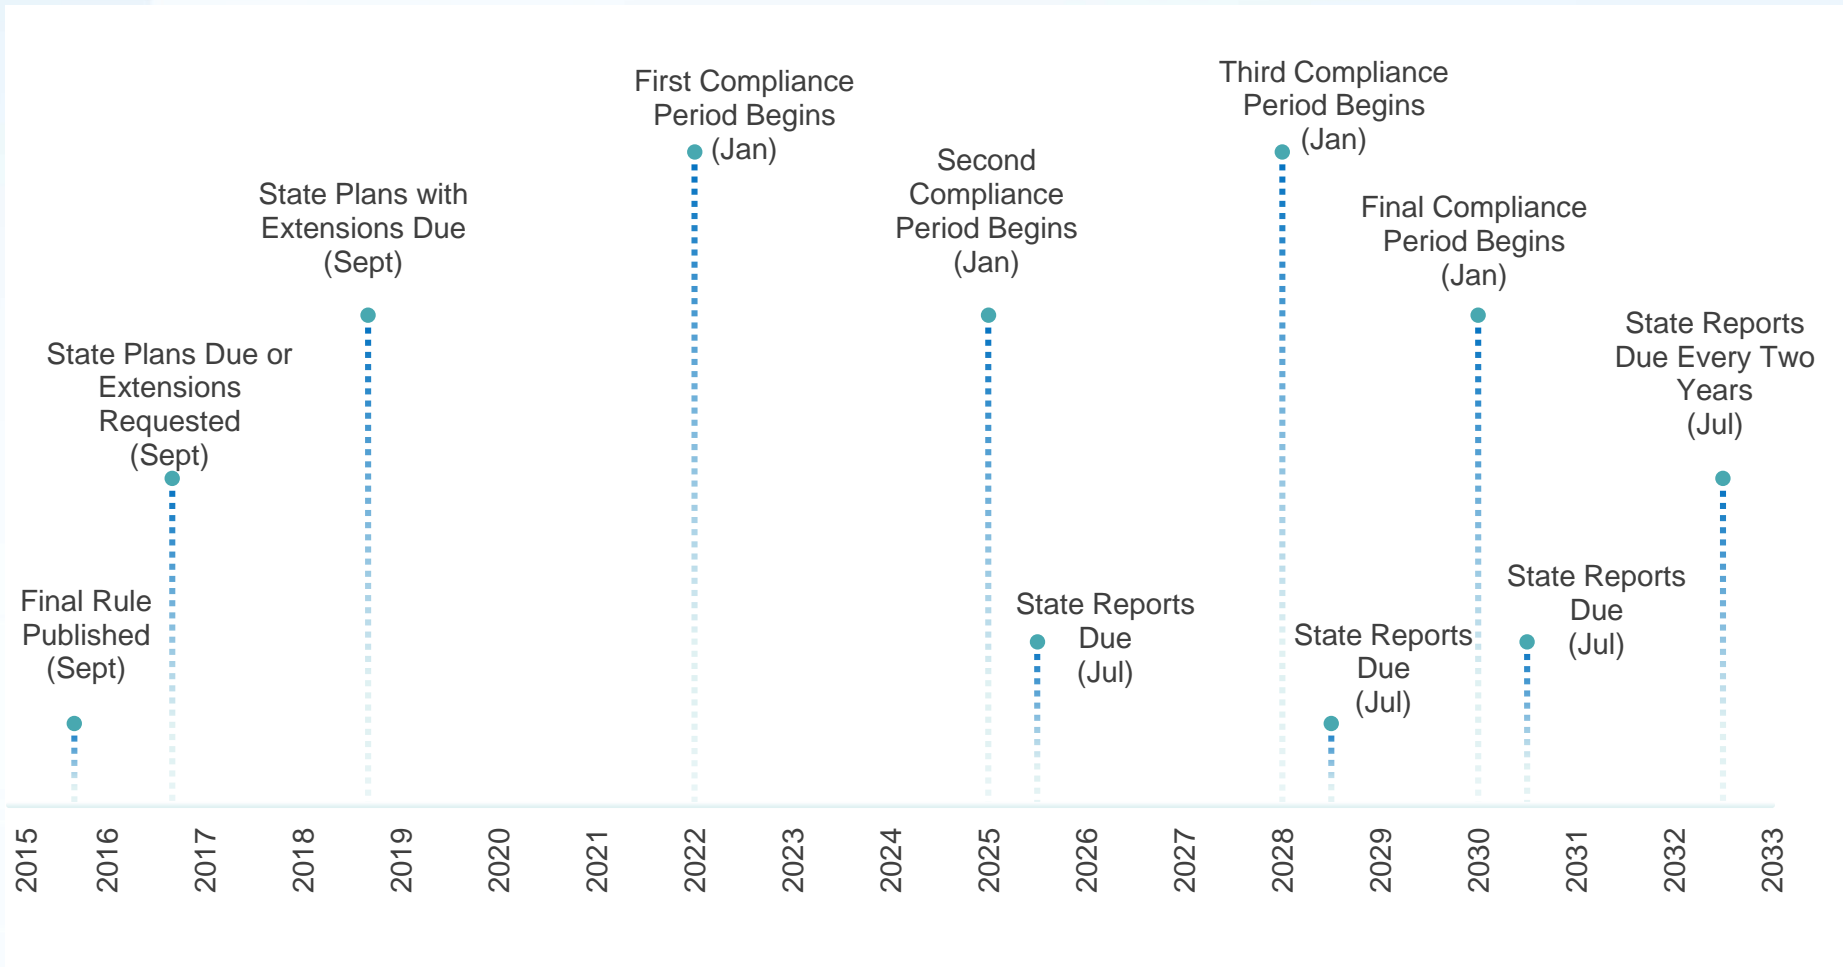 Final Rule
Published
(Sept)
State Plans Due or
Extensions
Requested
(Sept)
State Plans with
Extensions Due
(Sept)
First Compliance
Period Begins
(Jan)
Second
Compliance
Period Begins
(Jan)
State Reports
Due
(Jul)
Third Compliance
Period Begins
(Jan)
State Reports
Due
(Jul)
Final Compliance
Period Begins
(Jan)
State Reports
Due
(Jul)
State Reports
Due Every Two
Years
(Jul)
2015
2016
2017
2018
2019
2020
2021
2022
2023
2024
2025
2026
2027
2028
2029
2030
2031
2032
2033